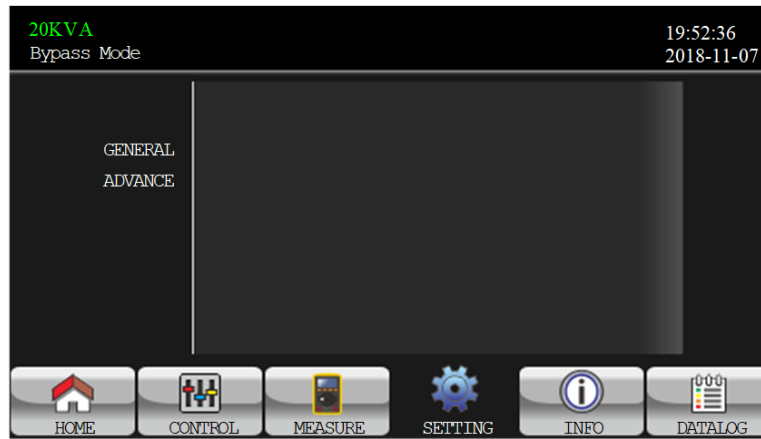 20KVA
Bypass Mode
19:52:36
2018-11-07
GENERAL
ADVANCE
HOME
CONTROL
MEASURE
SETTING
INFO
DATALOG